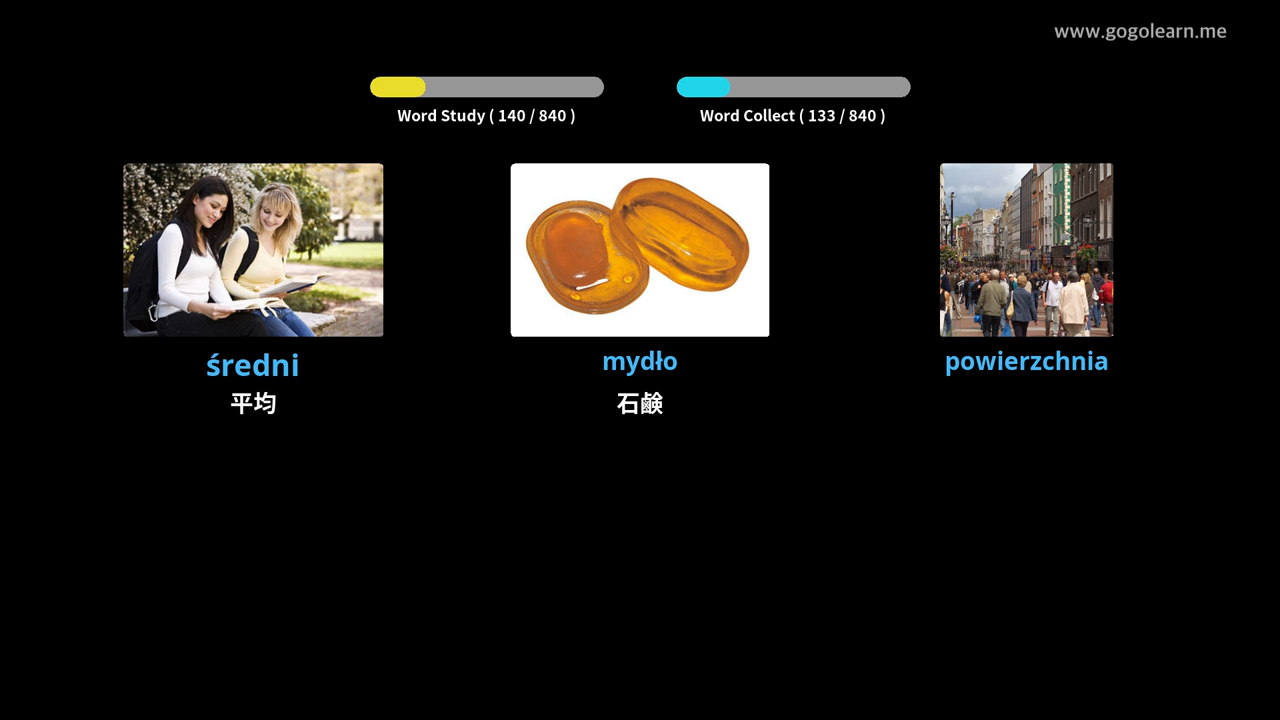 www.gogolearn.me
Word Study ( 140 / 840 )
Word Collect ( 133 / 840 )
średni
平均
mydło
石鹸
powierzchnia